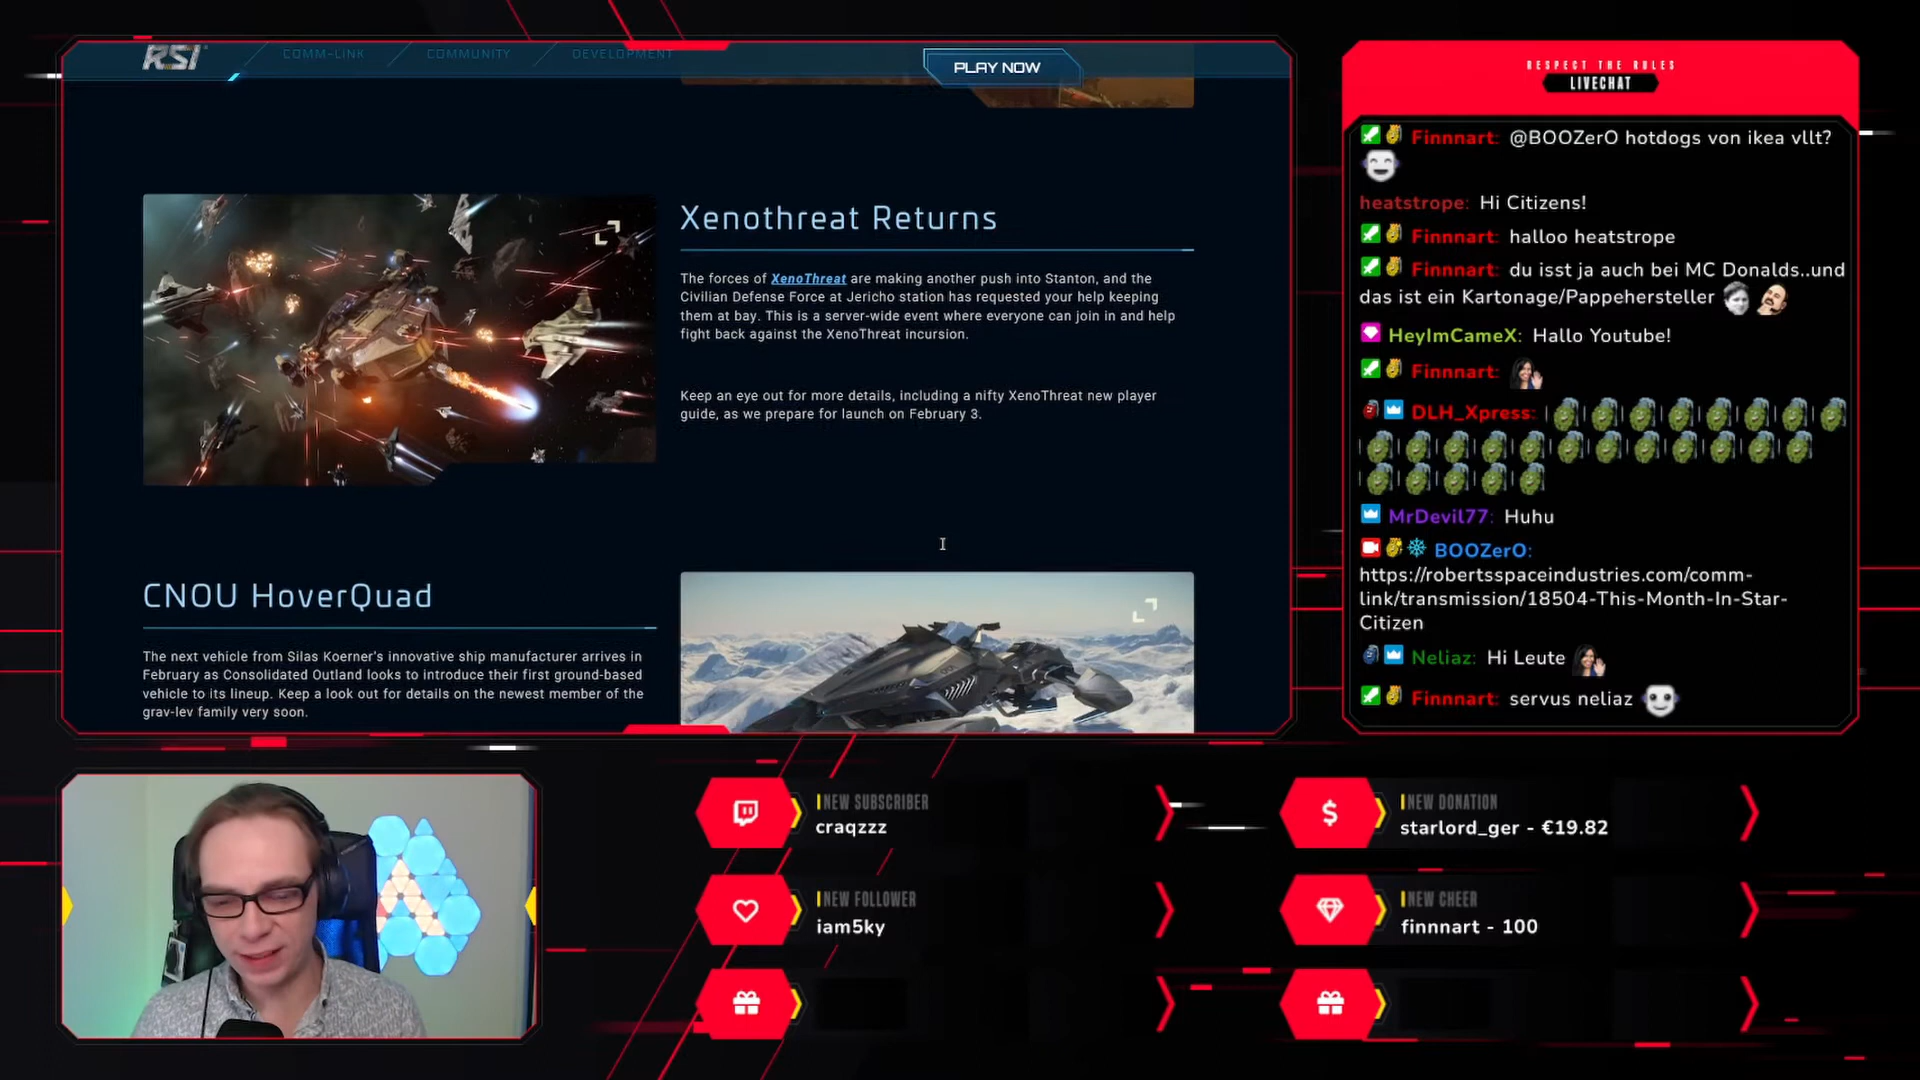 RSI
COMM-LINK
COMMUNITY
DEVELOPMENT
PLAY NOW
Xenothreat Returns
The forces of XenoThreat are making another push into Stanton, and the
Civilian Defense Force at Jericho station has requested your help keeping
them at bay. This is a server-wide event where everyone can join in and help
fight back against the XenoThreat incursion.
Keep an eye out for more details, including a nifty XenoThreat new player
guide, as we prepare for launch on February 3.
CNOU HoverQuad
The next vehicle from Silas Koerner's innovative ship manufacturer arrives in
February as Consolidated Outland looks to introduce their first ground-based
vehicle to its lineup. Keep a look out for details on the newest member of the
grav-lev family very soon.
RESPECT THE RULES
LIVECHAT
Finnnart: @BOOZerO hotdogs von ikea vllt?
heatstrope: Hi Citizens!
Finnnart: halloo heatstrope
Finnnart: du isst ja auch bei MC Donalds..und
das ist ein Kartonage/Pappehersteller
HeyImCameX: Hallo Youtube!
Finnnart:
DLH_Xpress:
MrDevil77: Huhu
BOOZerO:
https://robertsspaceindustries.com/comm-
link/transmission/18504-This-Month-In-Star-
Citizen
Neliaz: Hi Leute
Finnnart: servus neliaz
NEW SUBSCRIBER
craqzzz
NEW DONATION
starlord_ger - €19.82
NEW FOLLOWER
iam5ky
NEW CHEER
finnnart - 100